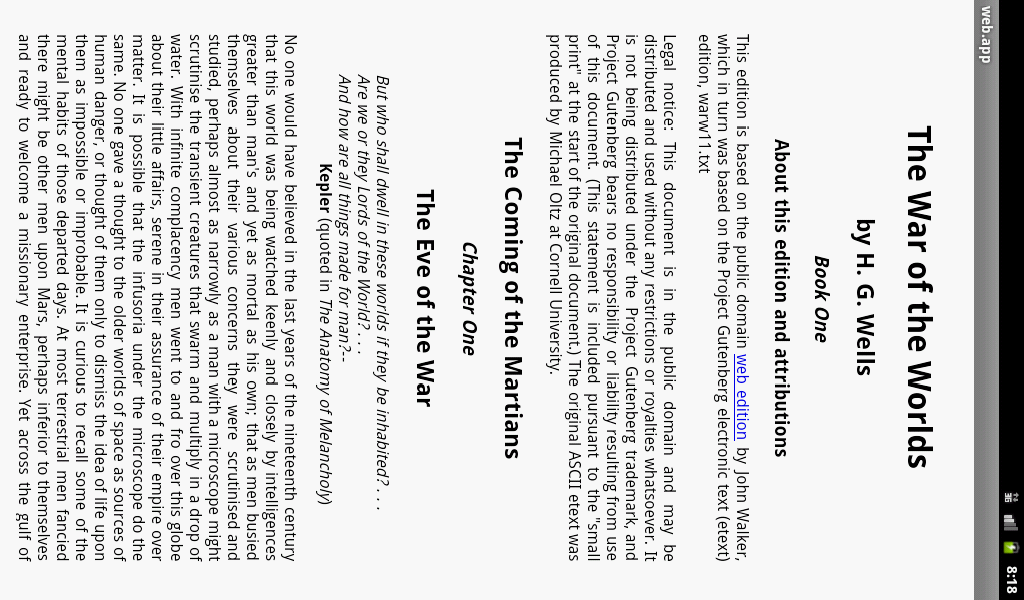 8:18
web.app
The War of the Worlds
by H. G. Wells
Book One
About this edition and attributions
This edition is based on the public domain web edition by John Walker,
which in turn was based on the Project Gutenberg electronic text (etext)
edition, warw11.txt
Legal notice: This document is in the public domain and may be
distributed and used without any restrictions or royalties whatsoever. It
is not being distributed under the Project Gutenberg trademark, and
Project Gutenberg bears no responsibility or liability resulting from use
of this document. (This statement is included pursuant to the "small
print" at the start of the original document.) The original ASCII etext was
produced by Michael Oltz at Cornell University.
The Coming of the Martians
Chapter One
The Eve of the War
But who shall dwell in these worlds if they be inhabited? . . .
Are we or they Lords of the World? . . .
And how are all things made for man?--
Kepler (quoted in The Anatomy of Melancholy)
No one would have believed in the last years of the nineteenth century
that this world was being watched keenly and closely by intelligences
greater than man's and yet as mortal as his own; that as men busied
themselves about their various concerns they were scrutinised and
studied, perhaps almost as narrowly as a man with a microscope might
scrutinise the transient creatures that swarm and multiply in a drop of
water. With infinite complacency men went to and fro over this globe
about their little affairs, serene in their assurance of their empire over
matter. It is possible that the infusoria under the microscope do the
same. No one gave a thought to the older worlds of space as sources of
human danger, or thought of them only to dismiss the idea of life upon
them as impossible or improbable. It is curious to recall some of the
mental habits of those departed days. At most terrestrial men fancied
there might be other men upon Mars, perhaps inferior to themselves
and ready to welcome a missionary enterprise. Yet across the gulf of